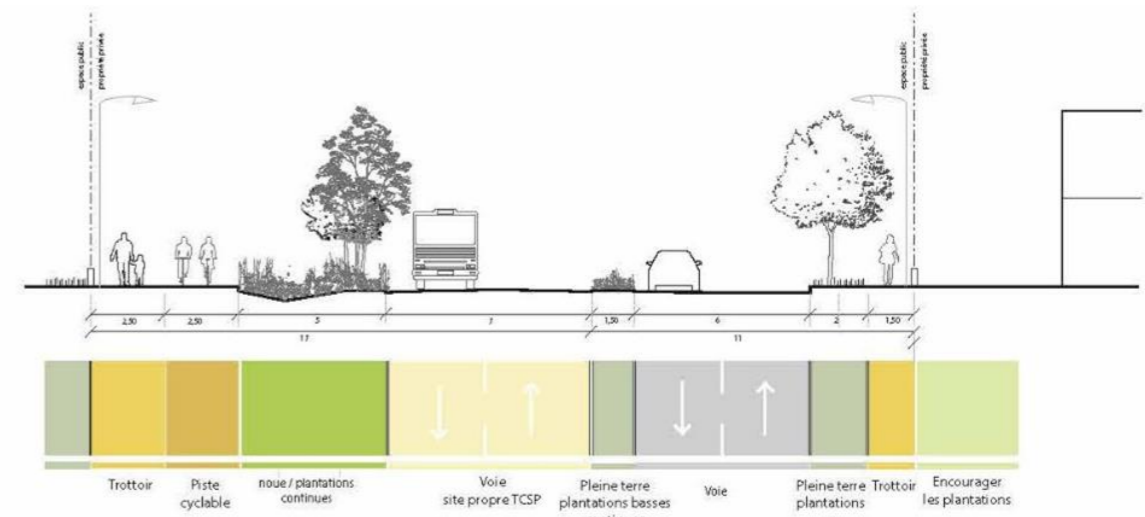 espace public
propriété privée
espace public
propriété privée
2,50
2,50
5
7
1,50
6
2
1,50
17
11
Trottoir
Piste
cyclable
noue / plantations
continues
Voie
site propre TCSP
Pleine terre
plantations basses
Voie
Pleine terre
plantations
Trottoir
Encourager
les plantations